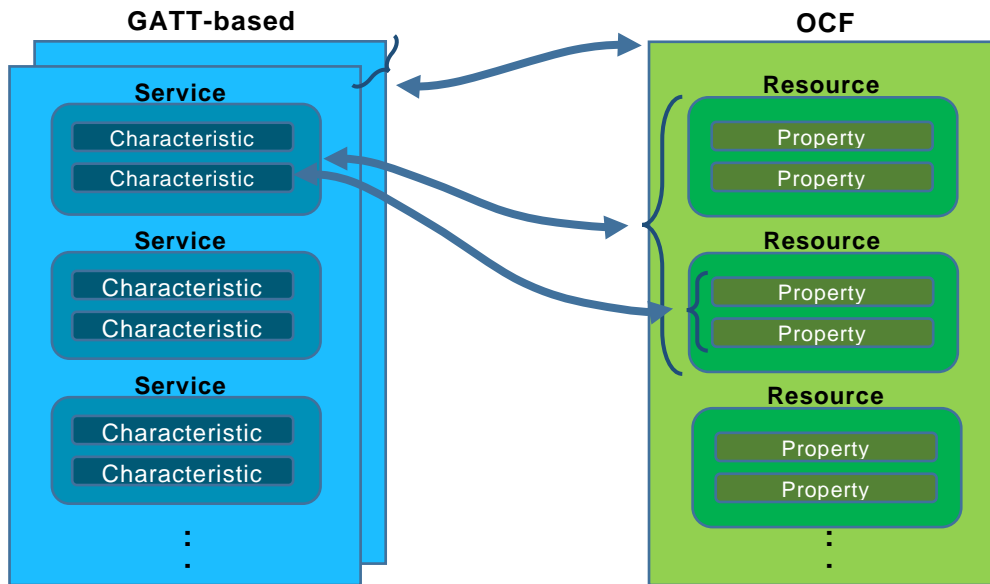 GATT-based
Service
Characteristic
Characteristic
Service
Characteristic
Characteristic
Service
Characteristic
Characteristic
:
.
OCF
Resource
Property
Property
Resource
Property
Property
Resource
Property
Property
:
.